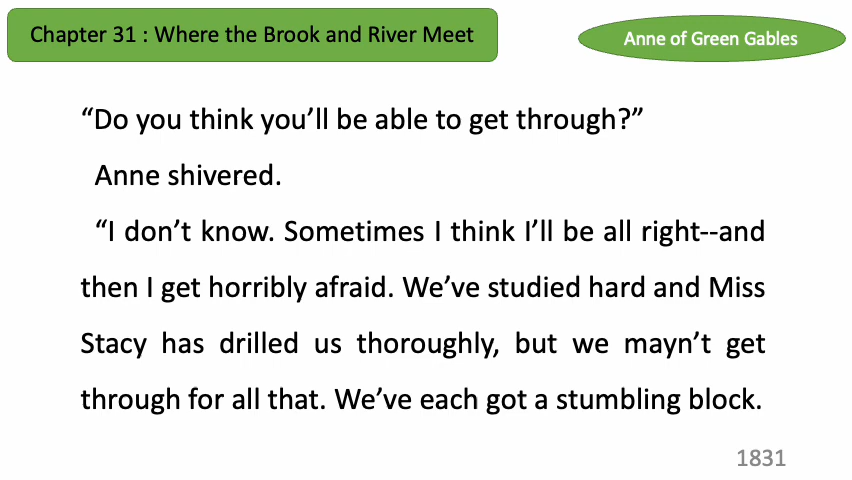 Chapter 31 : Where the Brook and River Meet
Anne of Green Gables
“Do you think you’ll be able to get through?”
Anne shivered.
“I don’t know. Sometimes I think I’ll be all right--and
then I get horribly afraid. We’ve studied hard and Miss
Stacy has drilled us thoroughly, but we mayn’t get
through for all that. We’ve each got a stumbling block.
1831